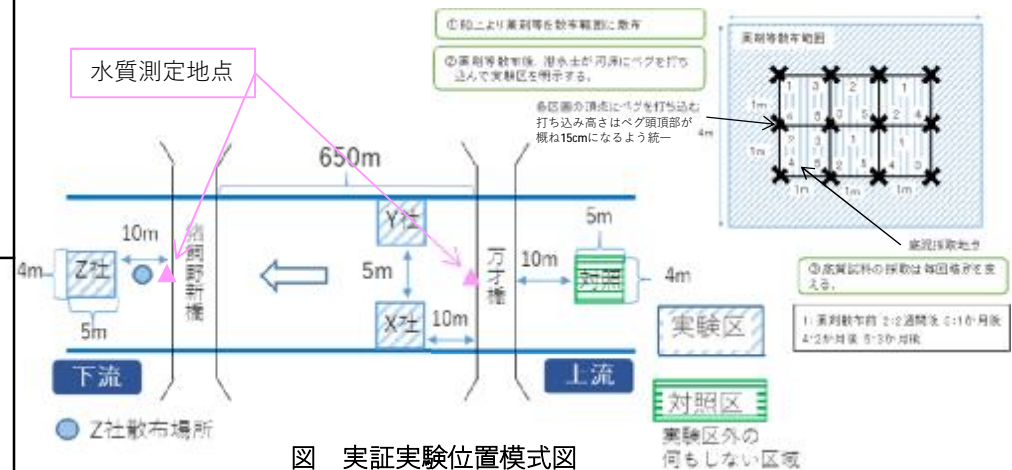 ①船上より薬剤等を散布範囲に散布
②薬剤等散布後、潜水士が河床にペグを打ち
込んで実験区を明示する。
薬剤等散布範囲
各区画の頂点にペグを打ち込む
打ち込み高さはペグ頭頂部が
概ね15cmになるよう統一
1m
1m
4m
1m
1m
1m
底泥採取地点
③底質試料の採取は毎回場所を変
える。
1:薬剤散布前 2:2週間後 3:1か月後
4:2か月後 5:3か月後
水質測定地点
650m
10m
猪飼野新橋
Y社
5m
X社
10m
万才橋
10m
5m
対照
4m
4m
Z社
5m
下流
上流
Z社散布場所
実験区
対照区
実験区外の
何もしない区域
図 実証実験位置模式図